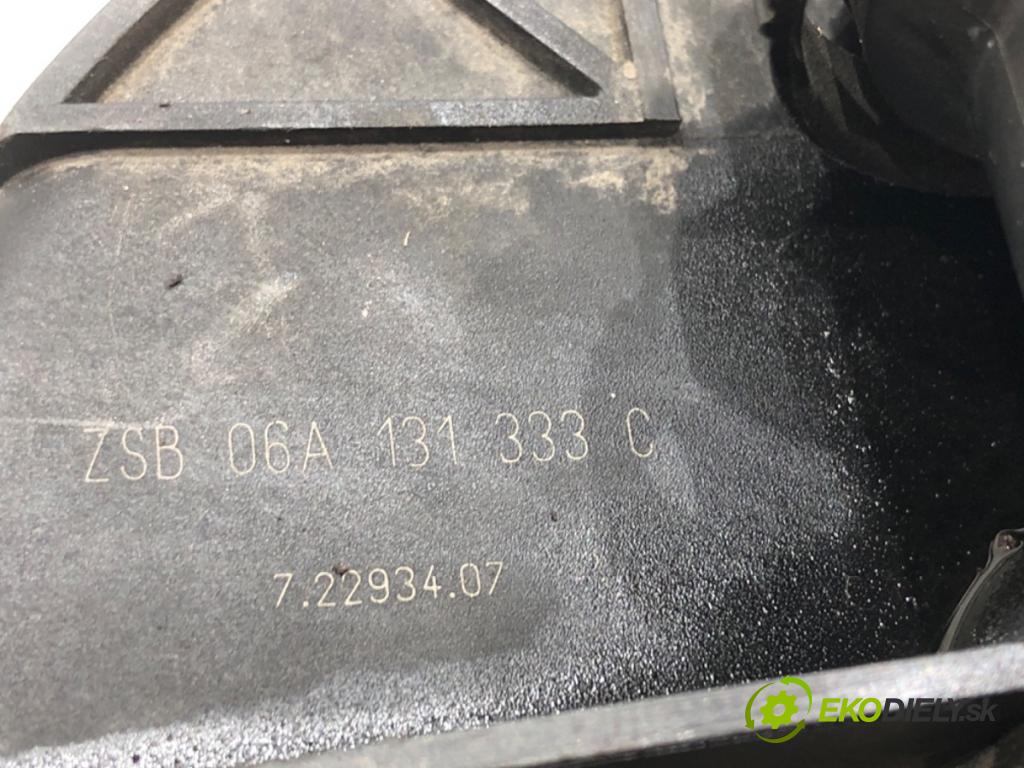 ZSB 06A 131 333 C
7.22934.07
EKODIELY.sk